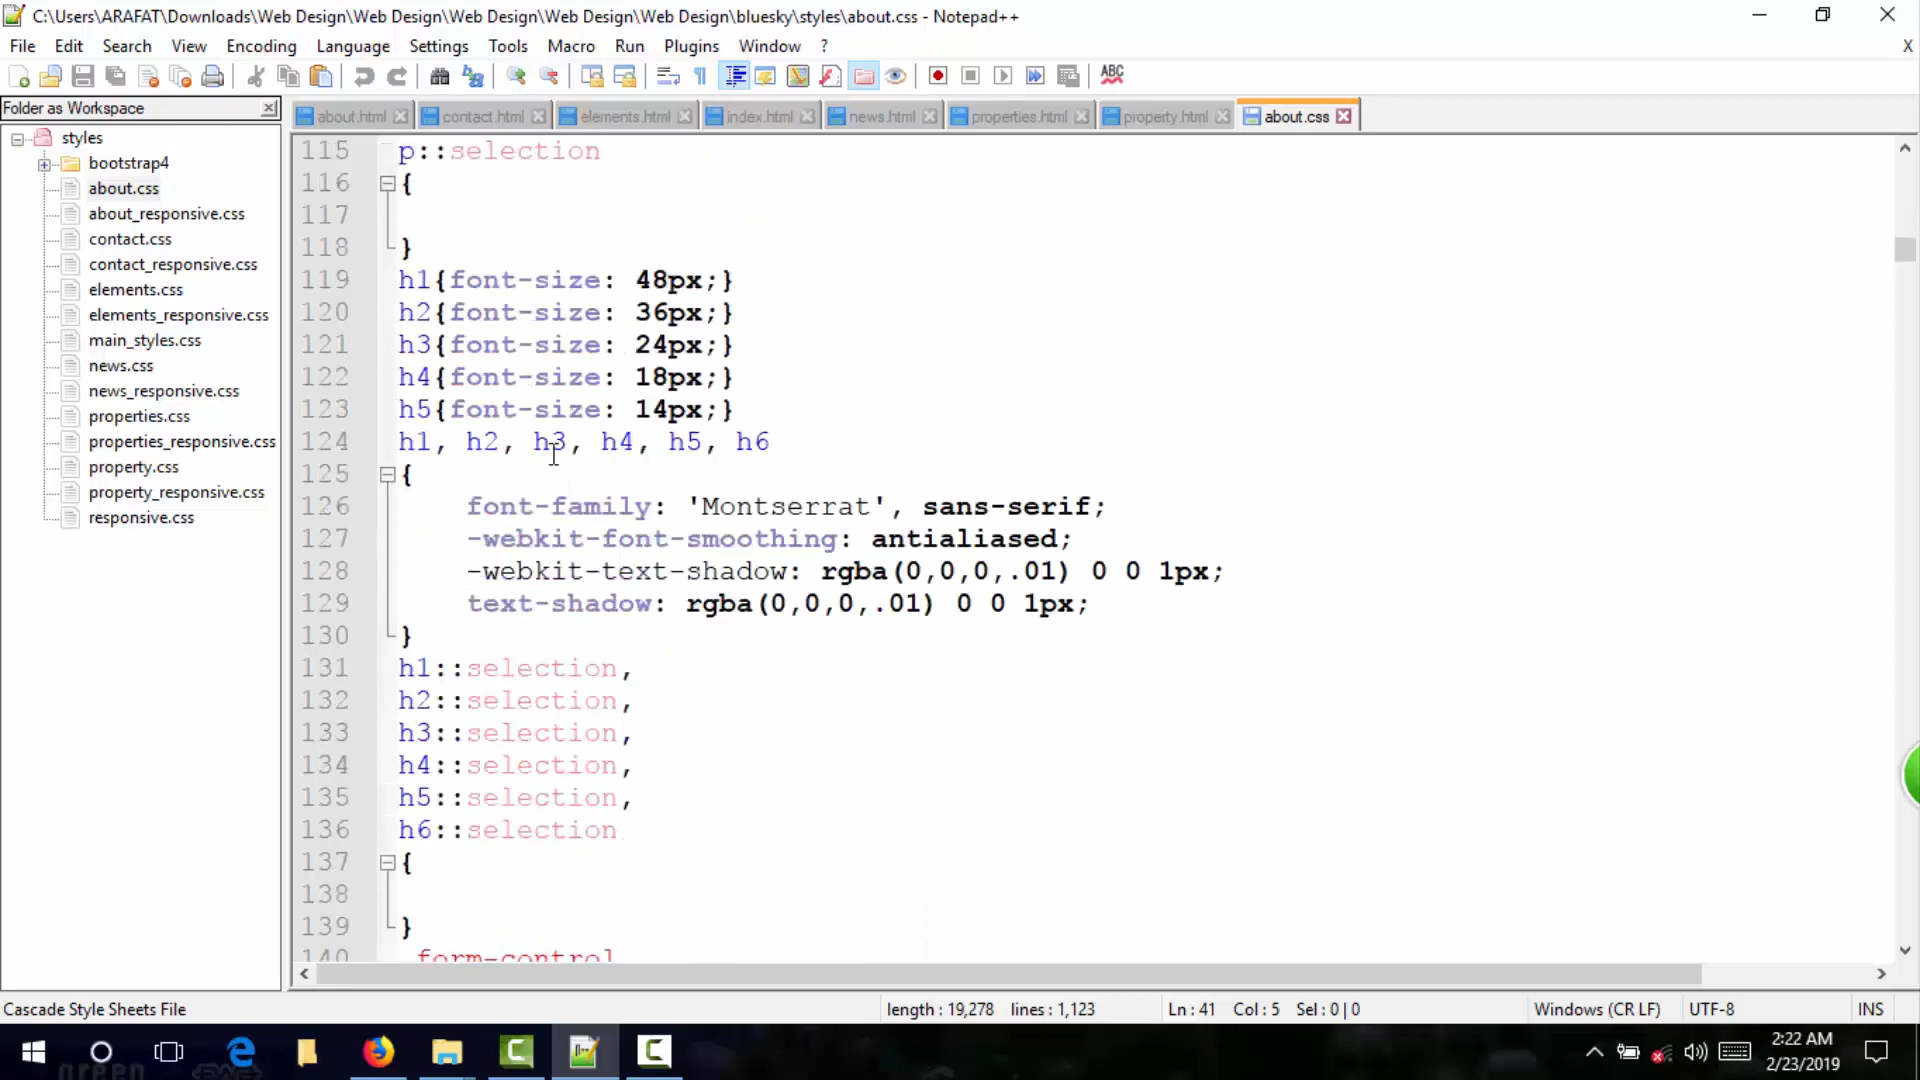 C:\Users\ARAFAT\Downloads\Web Design\Web Design\Web Design\Web Design\Web Design\bluesky\styles\about.css - Notepad++
File Edit Search View Encoding Language Settings Tools Macro Run Plugins Window ? X
ABC
Folder as Workspace
about.html contact.html elements.html index.html news.html properties.html property.html about.css
styles
bootstrap4
about.css
about_responsive.css
contact.css
contact_responsive.css
elements.css
elements_responsive.css
main_styles.css
news.css
news_responsive.css
properties.css
properties_responsive.css
property.css
property_responsive.css
responsive.css
115 p::selection
116 {
117
118 }
119 h1{font-size: 48px;}
120 h2{font-size: 36px;}
121 h3{font-size: 24px;}
122 h4{font-size: 18px;}
123 h5{font-size: 14px;}
124 h1, h2, h3, h4, h5, h6
125 {
126 font-family: 'Montserrat', sans-serif;
127 -webkit-font-smoothing: antialiased;
128 -webkit-text-shadow: rgba(0,0,0,.01) 0 0 1px;
129 text-shadow: rgba(0,0,0,.01) 0 0 1px;
130 }
131 h1::selection,
132 h2::selection,
133 h3::selection,
134 h4::selection,
135 h5::selection,
136 h6::selection
137 {
138
139 }
140 .form-control
Cascade Style Sheets File length : 19,278 lines : 1,123 Ln : 41 Col : 5 Sel : 0 | 0 Windows (CR LF) UTF-8 INS
2:22 AM
2/23/2019